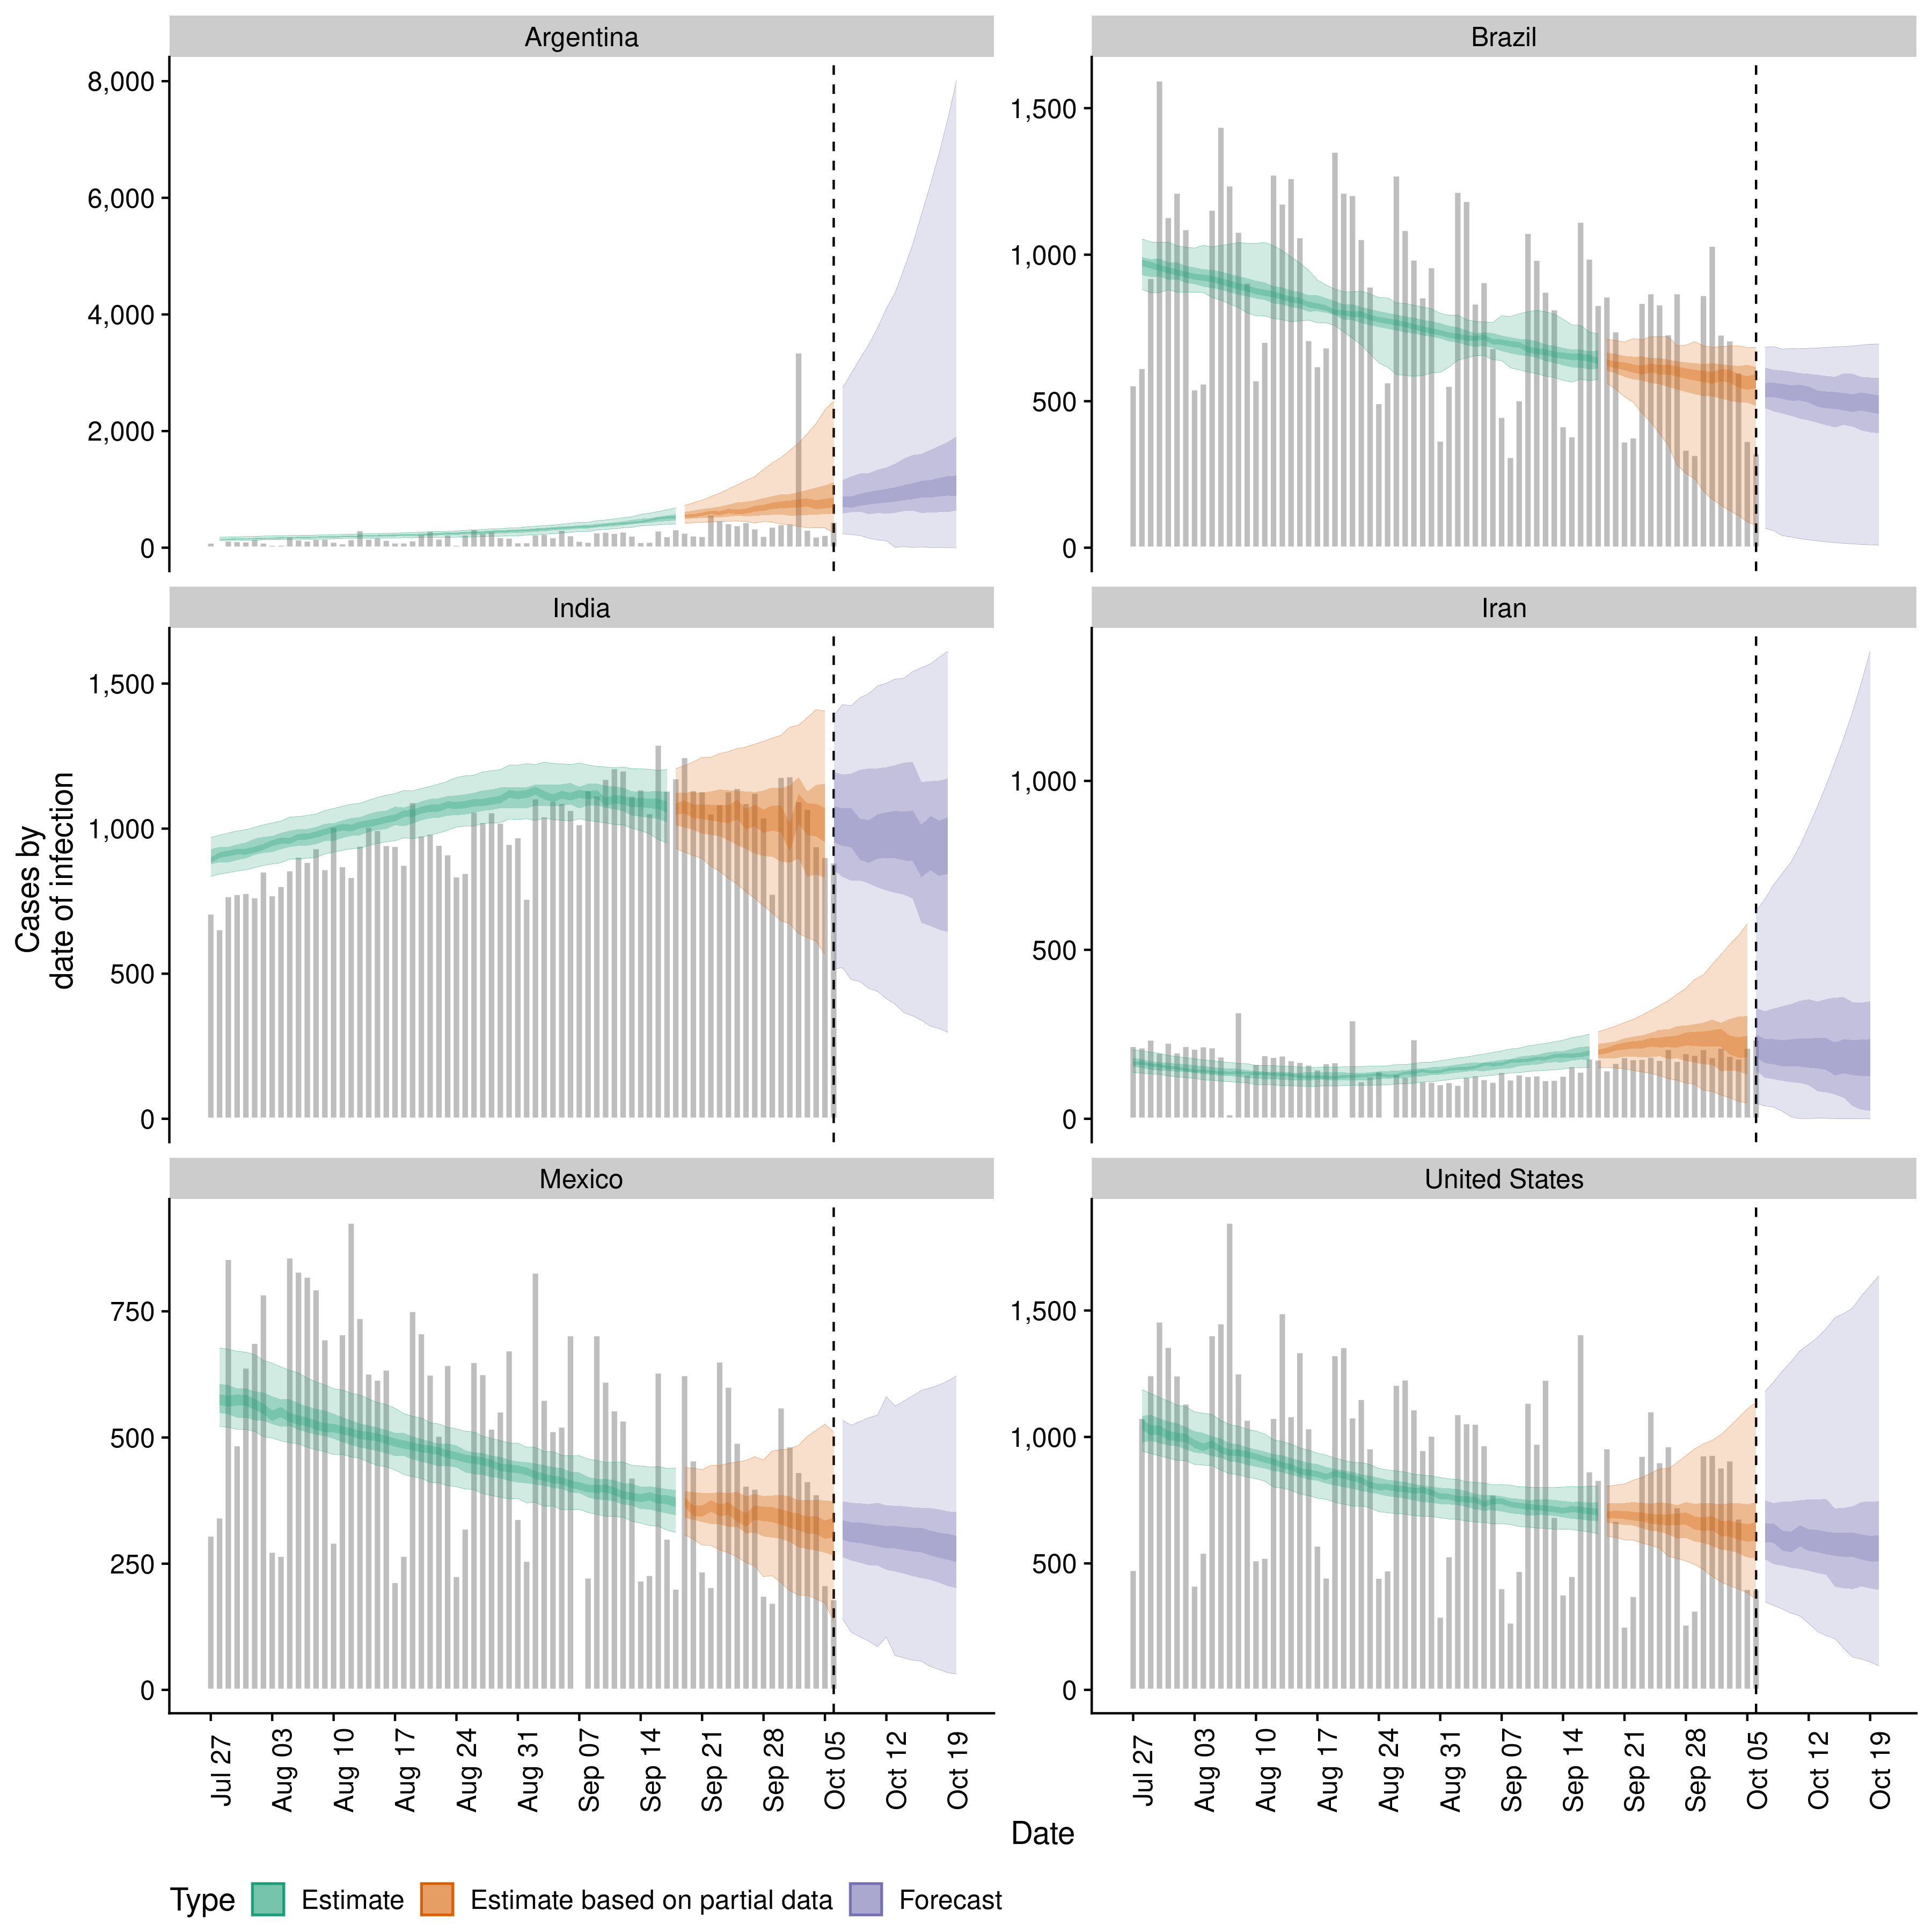 Argentina
Brazil
8,000
6,000
4,000
2,000
0
1,500
1,000
500
0
India
Iran
1,500
1,000
500
0
1,000
500
0
Cases by
date of infection
Mexico
United States
750
500
250
0
1,500
1,000
500
0
Jul 27
Aug 03
Aug 10
Aug 17
Aug 24
Aug 31
Sep 07
Sep 14
Sep 21
Sep 28
Oct 05
Oct 12
Oct 19
Jul 27
Aug 03
Aug 10
Aug 17
Aug 24
Aug 31
Sep 07
Sep 14
Sep 21
Sep 28
Oct 05
Oct 12
Oct 19
Date
Type Estimate Estimate based on partial data Forecast